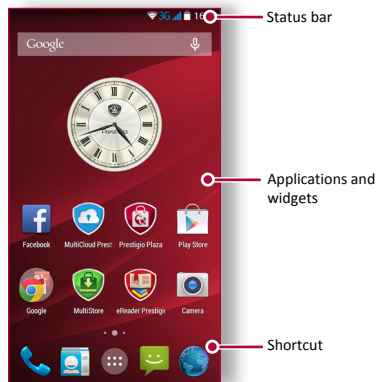 3G 16
Status bar
Google
Prestigio
Applications and
widgets
Facebook MultiCloud Prest Prestigio Plaza Play Store
Google MultiStore eReader Prestigio Camera
Shortcut